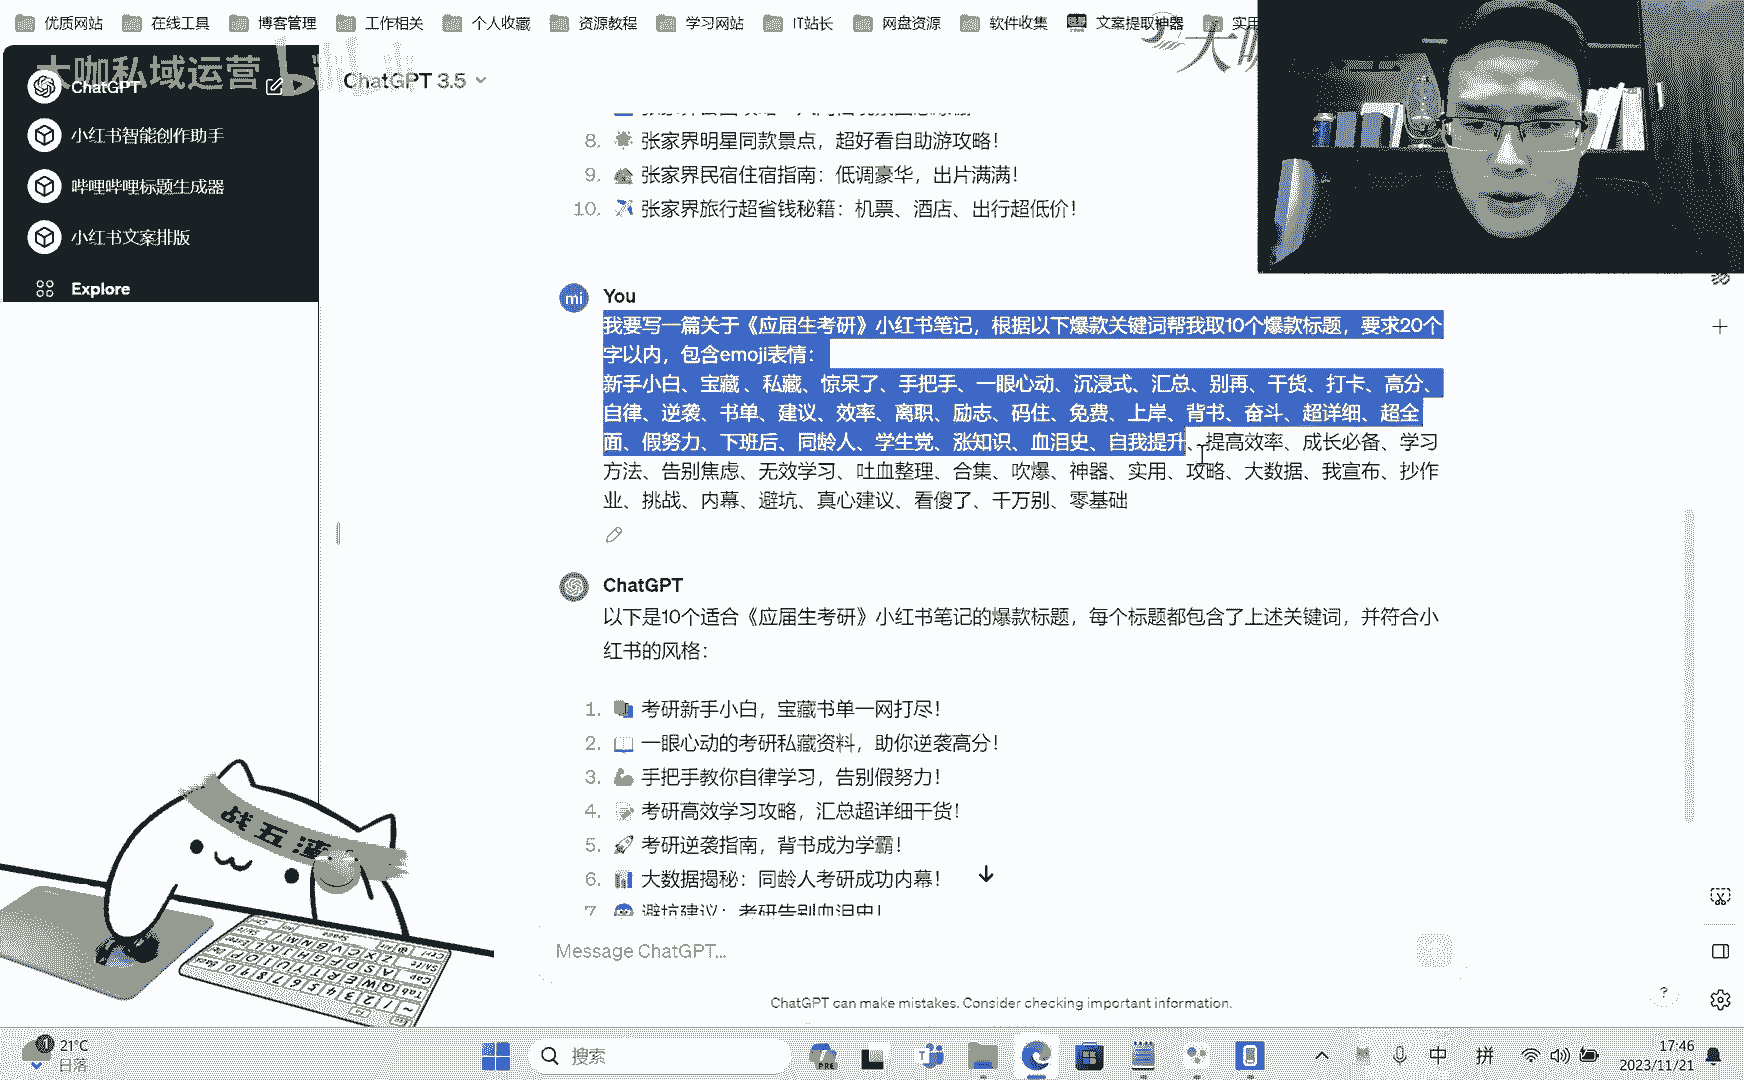 优质网站 在线工具 博客管理 工作相关 个人收藏 资源教程 学习网站 IT站长 网盘资源 软件收集 文案提取神器 实用
大咖私域运营
大咖
ChatGPT
小红书智能创作助手
哔哩哔哩标题生成器
小红书文案排版
Explore
ChatGPT 3.5
8. 张家界明星同款景点，超好看自助游攻略！
9. 张家界民宿住宿指南：低调豪华，出片满满！
10. 张家界旅行超省钱秘籍：机票、酒店、出行超低价！
mi You
我要写一篇关于《应届生考研》小红书笔记，根据以下爆款关键词帮我取10个爆款标题，要求20个
字以内，包含emoji表情：
新手小白、宝藏 、私藏、惊呆了、手把手、一眼心动、沉浸式、汇总、别再、干货、打卡、高分、
自律、逆袭、书单、建议、效率、离职、励志、码住、免费、上岸、背书、奋斗、超详细、超全
面、假努力、下班后、同龄人、学生党、涨知识、血泪史、自我提升、提高效率、成长必备、学习
方法、告别焦虑、无效学习、吐血整理、合集、吹爆、神器、实用、攻略、大数据、我宣布、抄作
业、挑战、内幕、避坑、真心建议、看傻了、千万别、零基础
ChatGPT
以下是10个适合《应届生考研》小红书笔记的爆款标题，每个标题都包含了上述关键词，并符合小
红书的风格：
1. 考研新手小白，宝藏书单一网打尽！
2. 一眼心动的考研私藏资料，助你逆袭高分！
3. 手把手教你自律学习，告别假努力！
4. 考研高效学习攻略，汇总超详细干货！
5. 考研逆袭指南，背书成为学霸！
6. 大数据揭秘：同龄人考研成功内幕！
7. 避坑建议：考研告别血泪史！
Message ChatGPT...
ChatGPT can make mistakes. Consider checking important information.
?
战五渣
1 21°C
日落
搜索
PRE
中 拼
17:46
2023/11/21